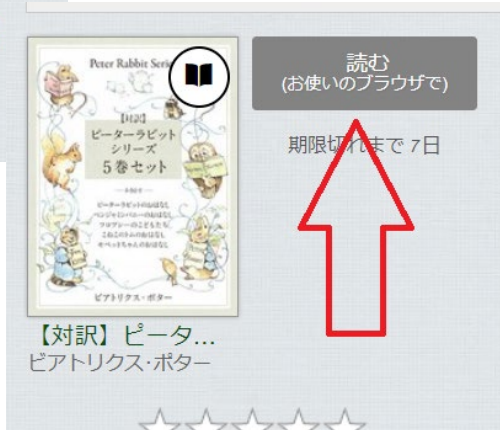 Peter Rabbit Seri
【対訳】
ピーターラビット
シリーズ
5巻セット
ピーターラビットのおはなし
ベンジャミンバニーのおはなし
フロプシーのこどもたち
こねこのトムのおはなし
モペットちゃんのおはなし
ビアトリクス・ポター
読む
(お使いのブラウザで)
期限切れまで 7日
【対訳】ピータ...
ビアトリクス・ポター